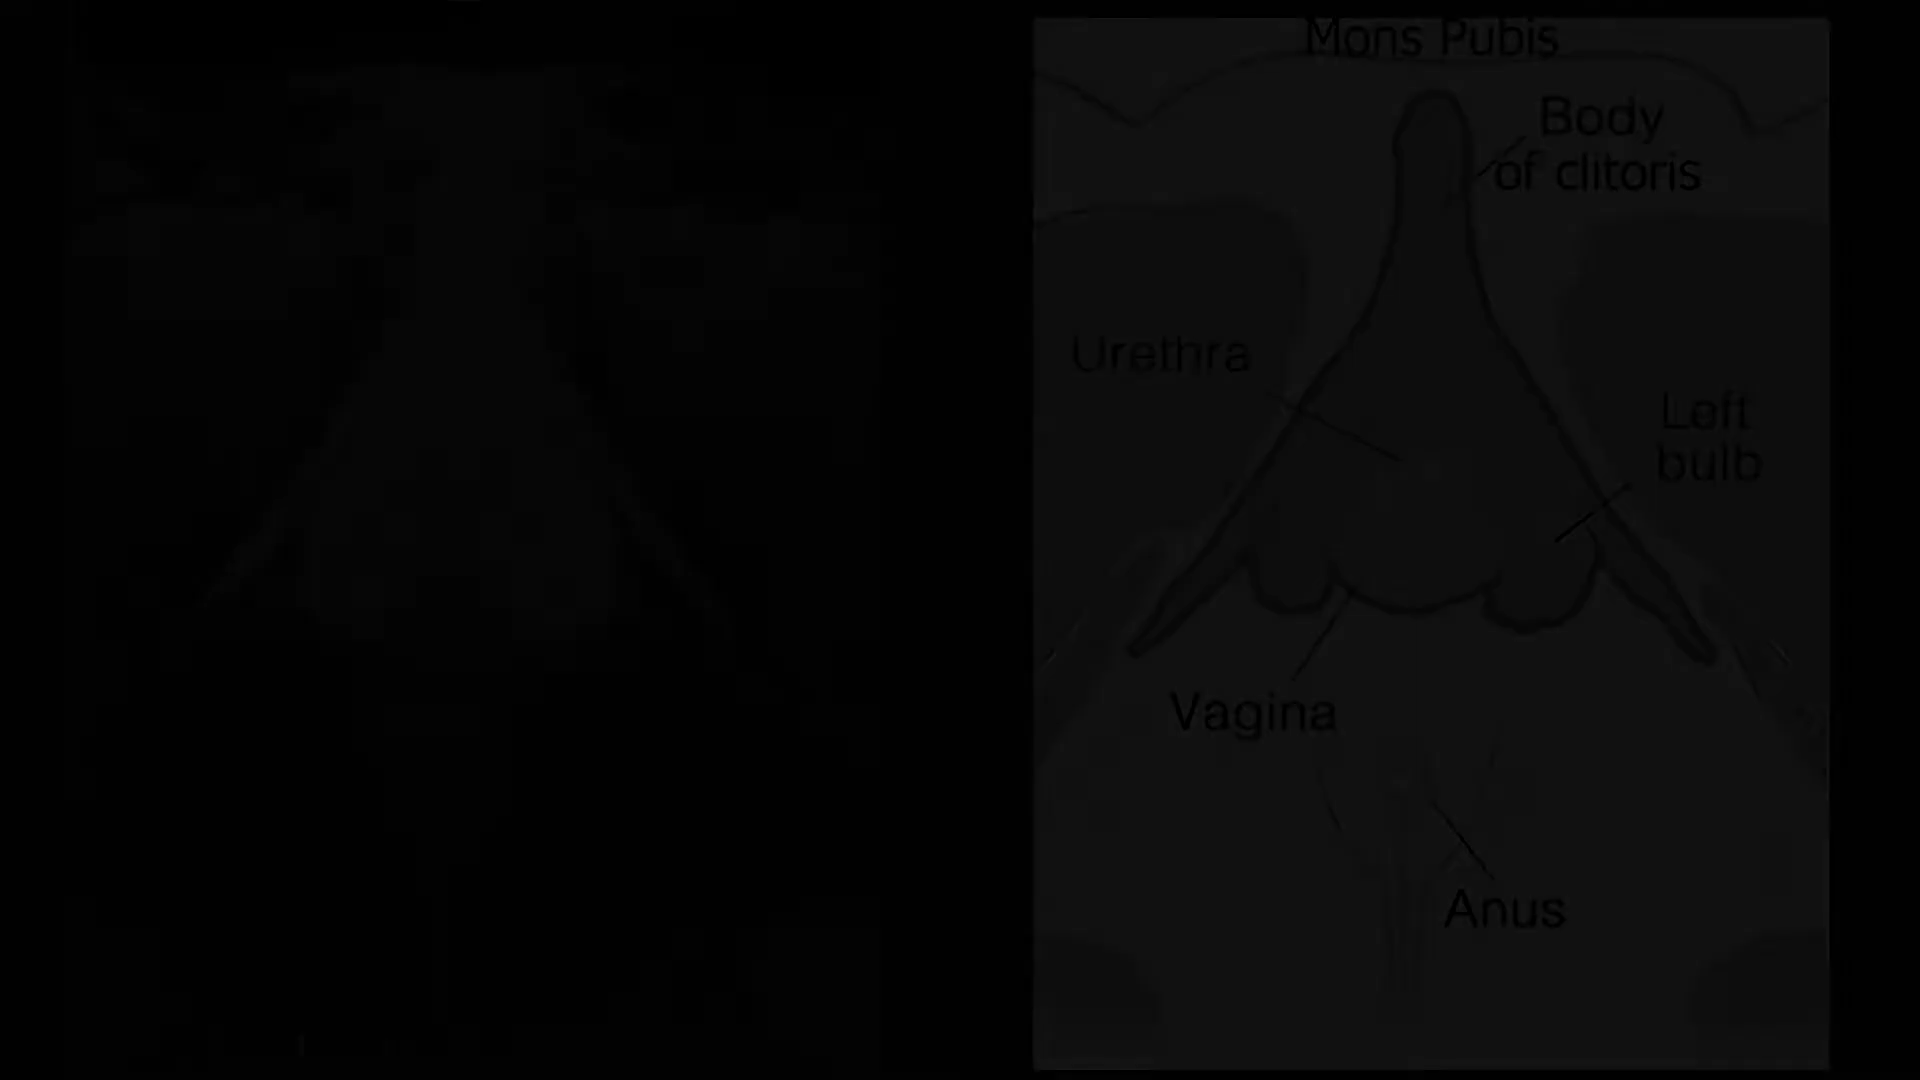 Mons Pubis
Body
of clitoris
Urethra
Left
bulb
Vagina
Anus